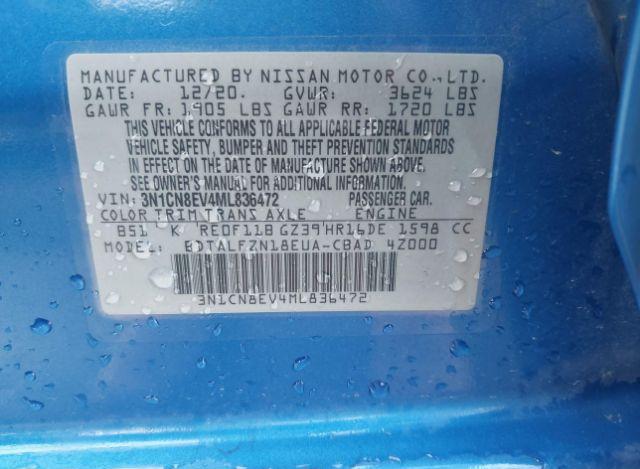 MANUFACTURED BY NISSAN MOTOR CO., LTD.
DATE: 12/20. GVWR: 3624 LBS
GAWR FR: 1905 LBS GAWR RR: 1720 LBS
THIS VEHICLE CONFORMS TO ALL APPLICABLE FEDERAL MOTOR
VEHICLE SAFETY, BUMPER AND THEFT PREVENTION STANDARDS
IN EFFECT ON THE DATE OF MANUFACTURE SHOWN ABOVE.
SEE OWNER'S MANUAL FOR ADDITIONAL INFORMATION.
VIN: 3N1CN8EV4ML836472 PASSENGER CAR.
COLOR TRIM TRANS AXLE ENGINE
B51 K RE0F11B GZ39 HR16DE 1598 CC
MODEL: BDTALFZN18EUA-CBAD 4Z000
3N1CN8EV4ML836472